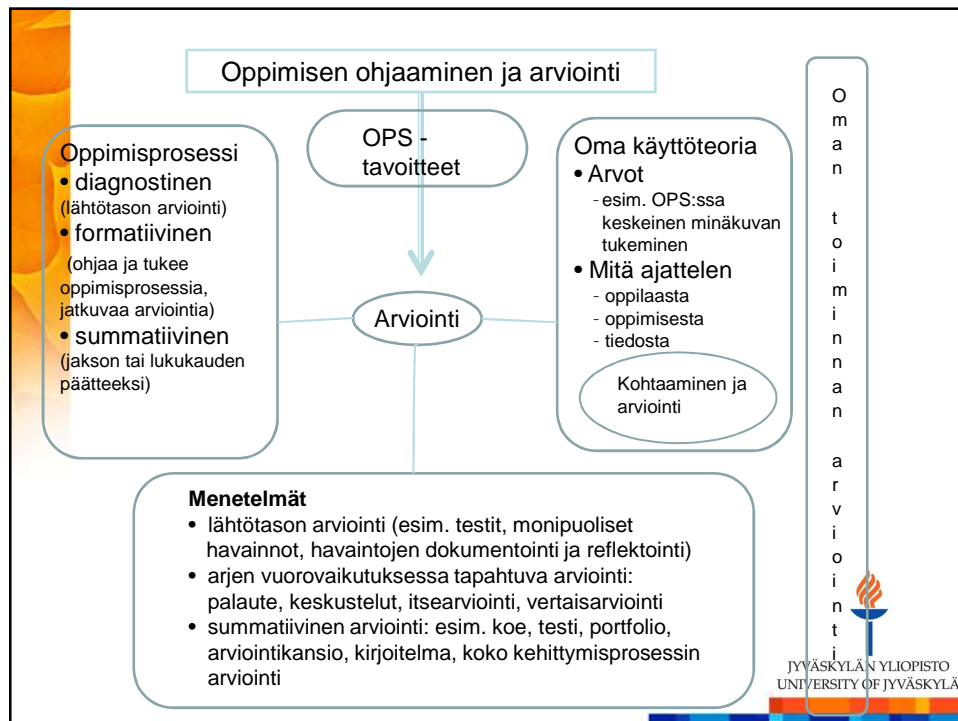 Oppimisen ohjaaminen ja arviointi
OPS -
tavoitteet
Oppimisprosessi
• diagnostinen
(lähtötason arviointi)
• formatiivinen
(ohjaa ja tukee
oppimisprosessia,
jatkuvaa arviointia)
• summatiivinen
(jakson tai lukukauden
päätteeksi)
Arviointi
Oma käyttöteoria
• Arvot
- esim. OPS:ssa
keskeinen minäkuvan
tukeminen
• Mitä ajattelen
- oppilaasta
- oppimisesta
- tiedosta
Kohtaaminen ja
arviointi
Menetelmät
• lähtötason arviointi (esim. testit, monipuoliset
havainnot, havaintojen dokumentointi ja reflektointi)
• arjen vuorovaikutuksessa tapahtuva arviointi:
palaute, keskustelut, itsearviointi, vertaisarviointi
• summatiivinen arviointi: esim. koe, testi, portfolio,
arviointikansio, kirjoitelma, koko kehittymisprosessin
arviointi
Oman toiminnan arviointi
JYVÄSKYLÄN YLIOPISTO
UNIVERSITY OF JYVÄSKYLÄ